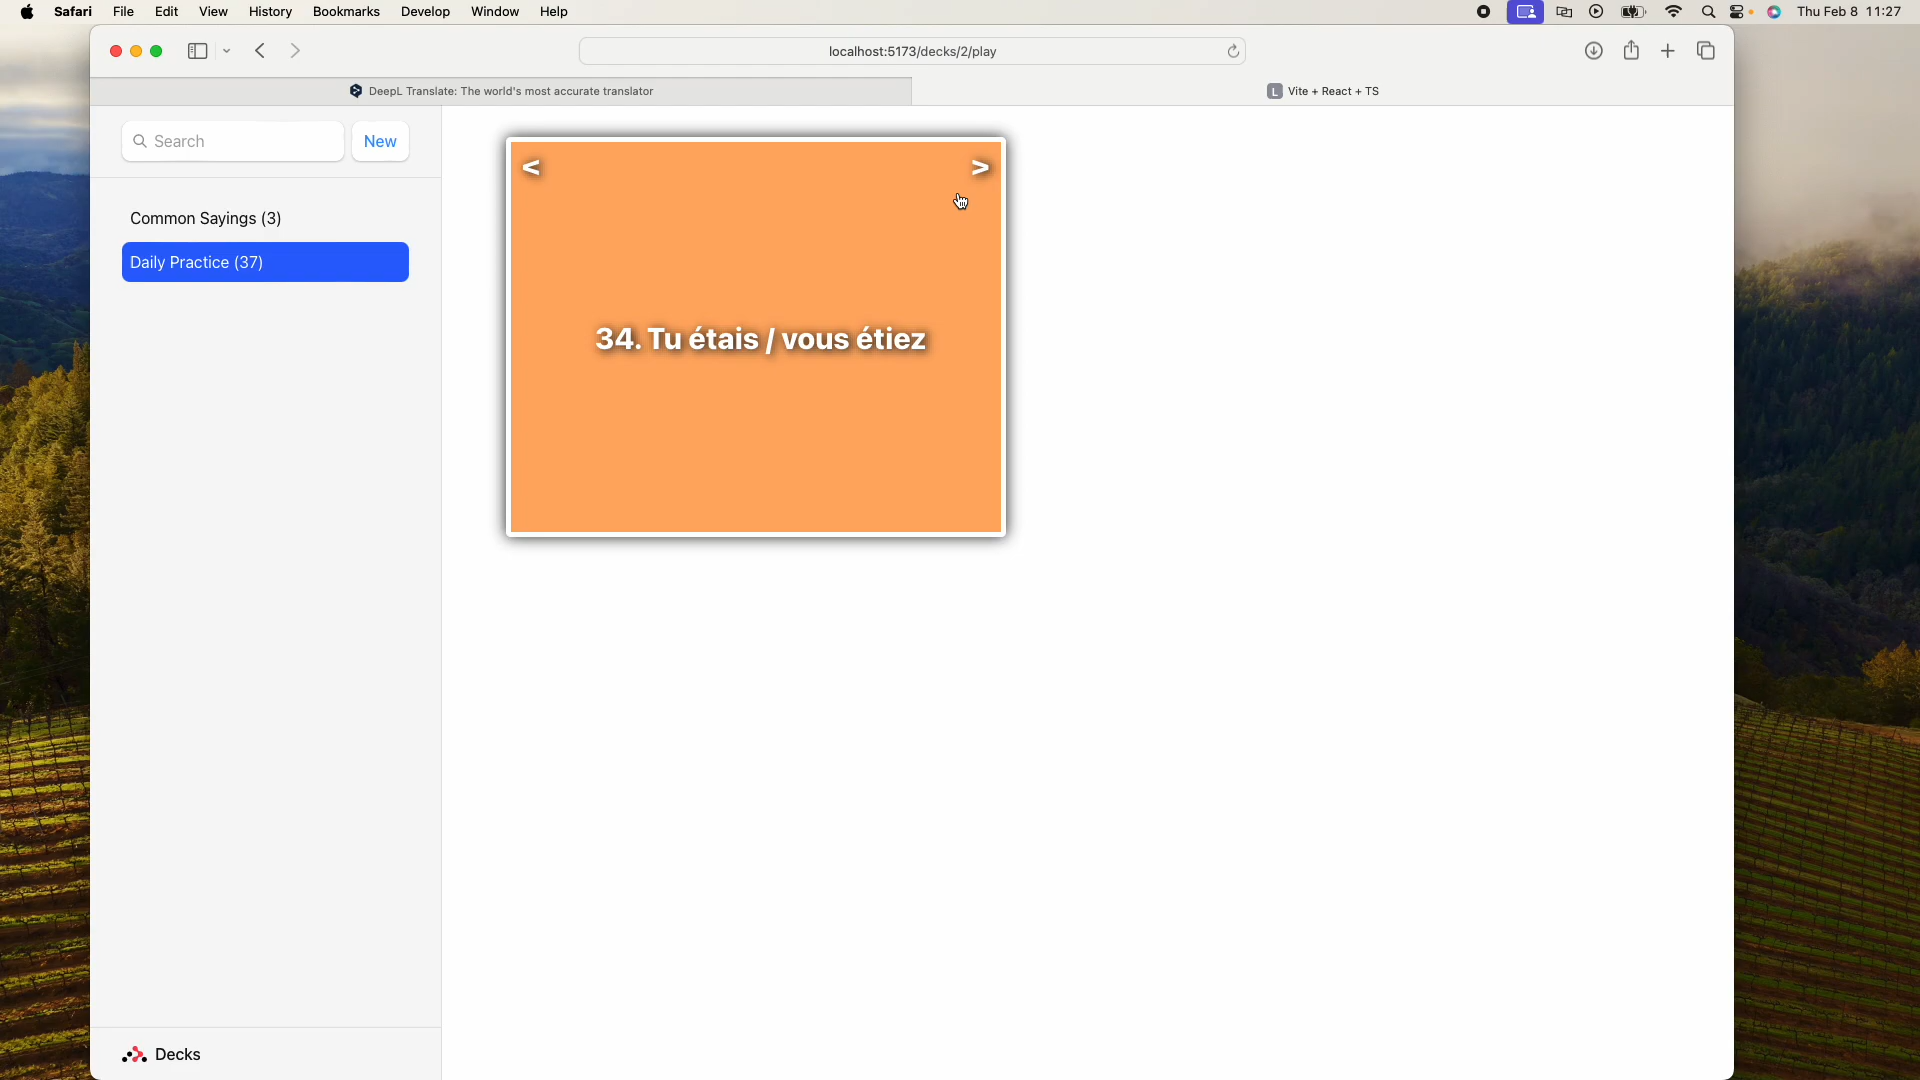 Safari File Edit View History Bookmarks Develop Window Help Thu Feb 8 11:27
localhost:5173/decks/2/play
DeepL Translate: The world's most accurate translator
L Vite + React + TS
Search New
< >
Common Sayings (3)
Daily Practice (37)
34. Tu étais / vous étiez
Decks